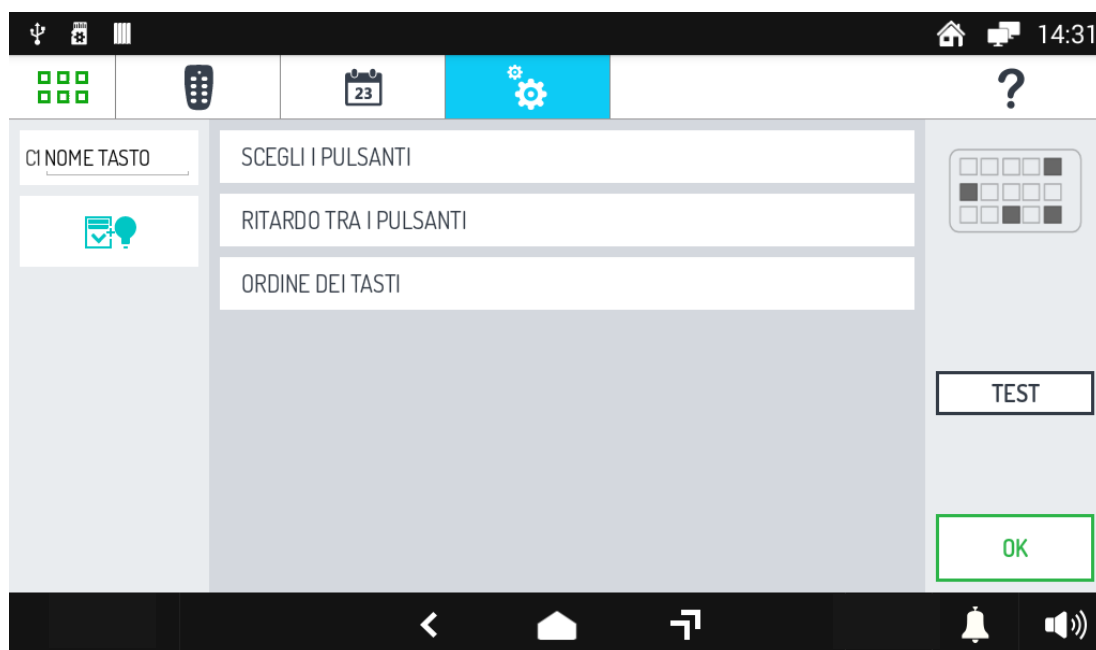 14:31
23
?
C1 NOME TASTO
SCEGLI I PULSANTI
RITARDO TRA I PULSANTI
ORDINE DEI TASTI
TEST
OK